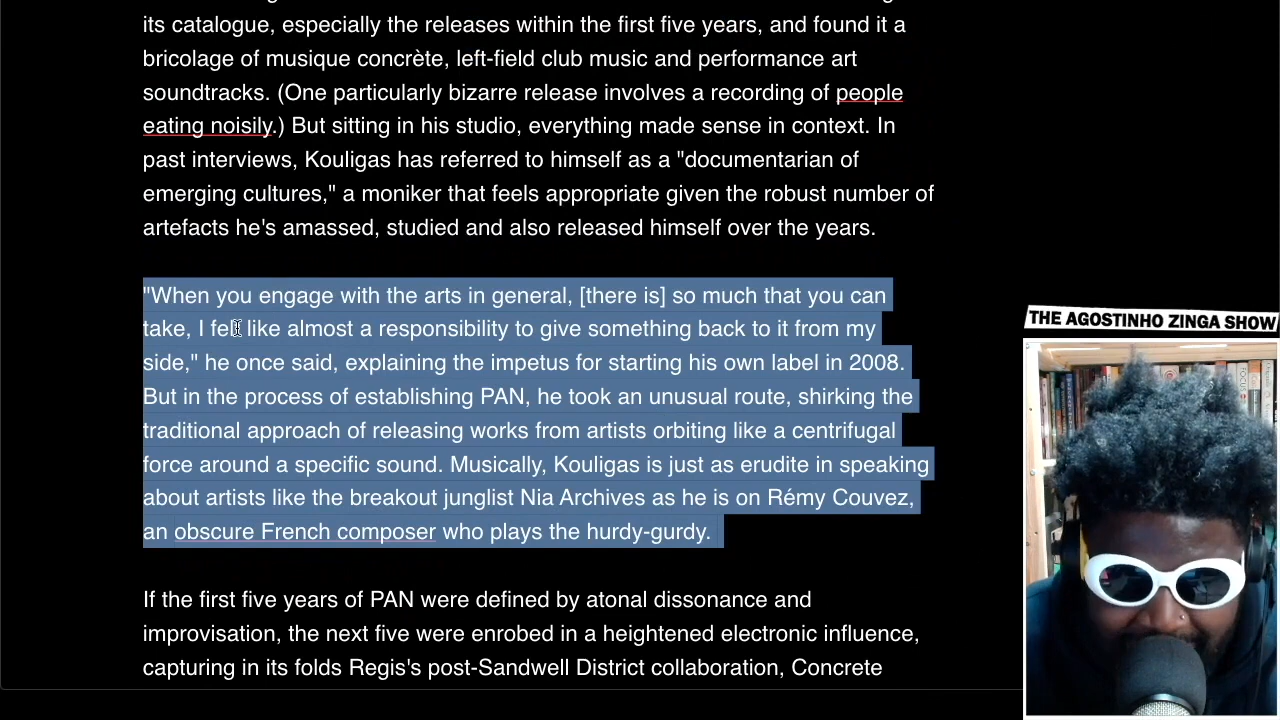 its catalogue, especially the releases within the first five years, and found it a
bricolage of musique concrète, left-field club music and performance art
soundtracks. (One particularly bizarre release involves a recording of people
eating noisily.) But sitting in his studio, everything made sense in context. In
past interviews, Kouligas has referred to himself as a "documentarian of
emerging cultures," a moniker that feels appropriate given the robust number of
artefacts he's amassed, studied and also released himself over the years.
"When you engage with the arts in general, [there is] so much that you can
take, I felt like almost a responsibility to give something back to it from my
side," he once said, explaining the impetus for starting his own label in 2008.
But in the process of establishing PAN, he took an unusual route, shirking the
traditional approach of releasing works from artists orbiting like a centrifugal
force around a specific sound. Musically, Kouligas is just as erudite in speaking
about artists like the breakout junglist Nia Archives as he is on Rémy Couvez,
an obscure French composer who plays the hurdy-gurdy.
If the first five years of PAN were defined by atonal dissonance and
improvisation, the next five were enrobed in a heightened electronic influence,
capturing in its folds Regis's post-Sandwell District collaboration, Concrete
THE AGOSTINHO ZINGA SHOW